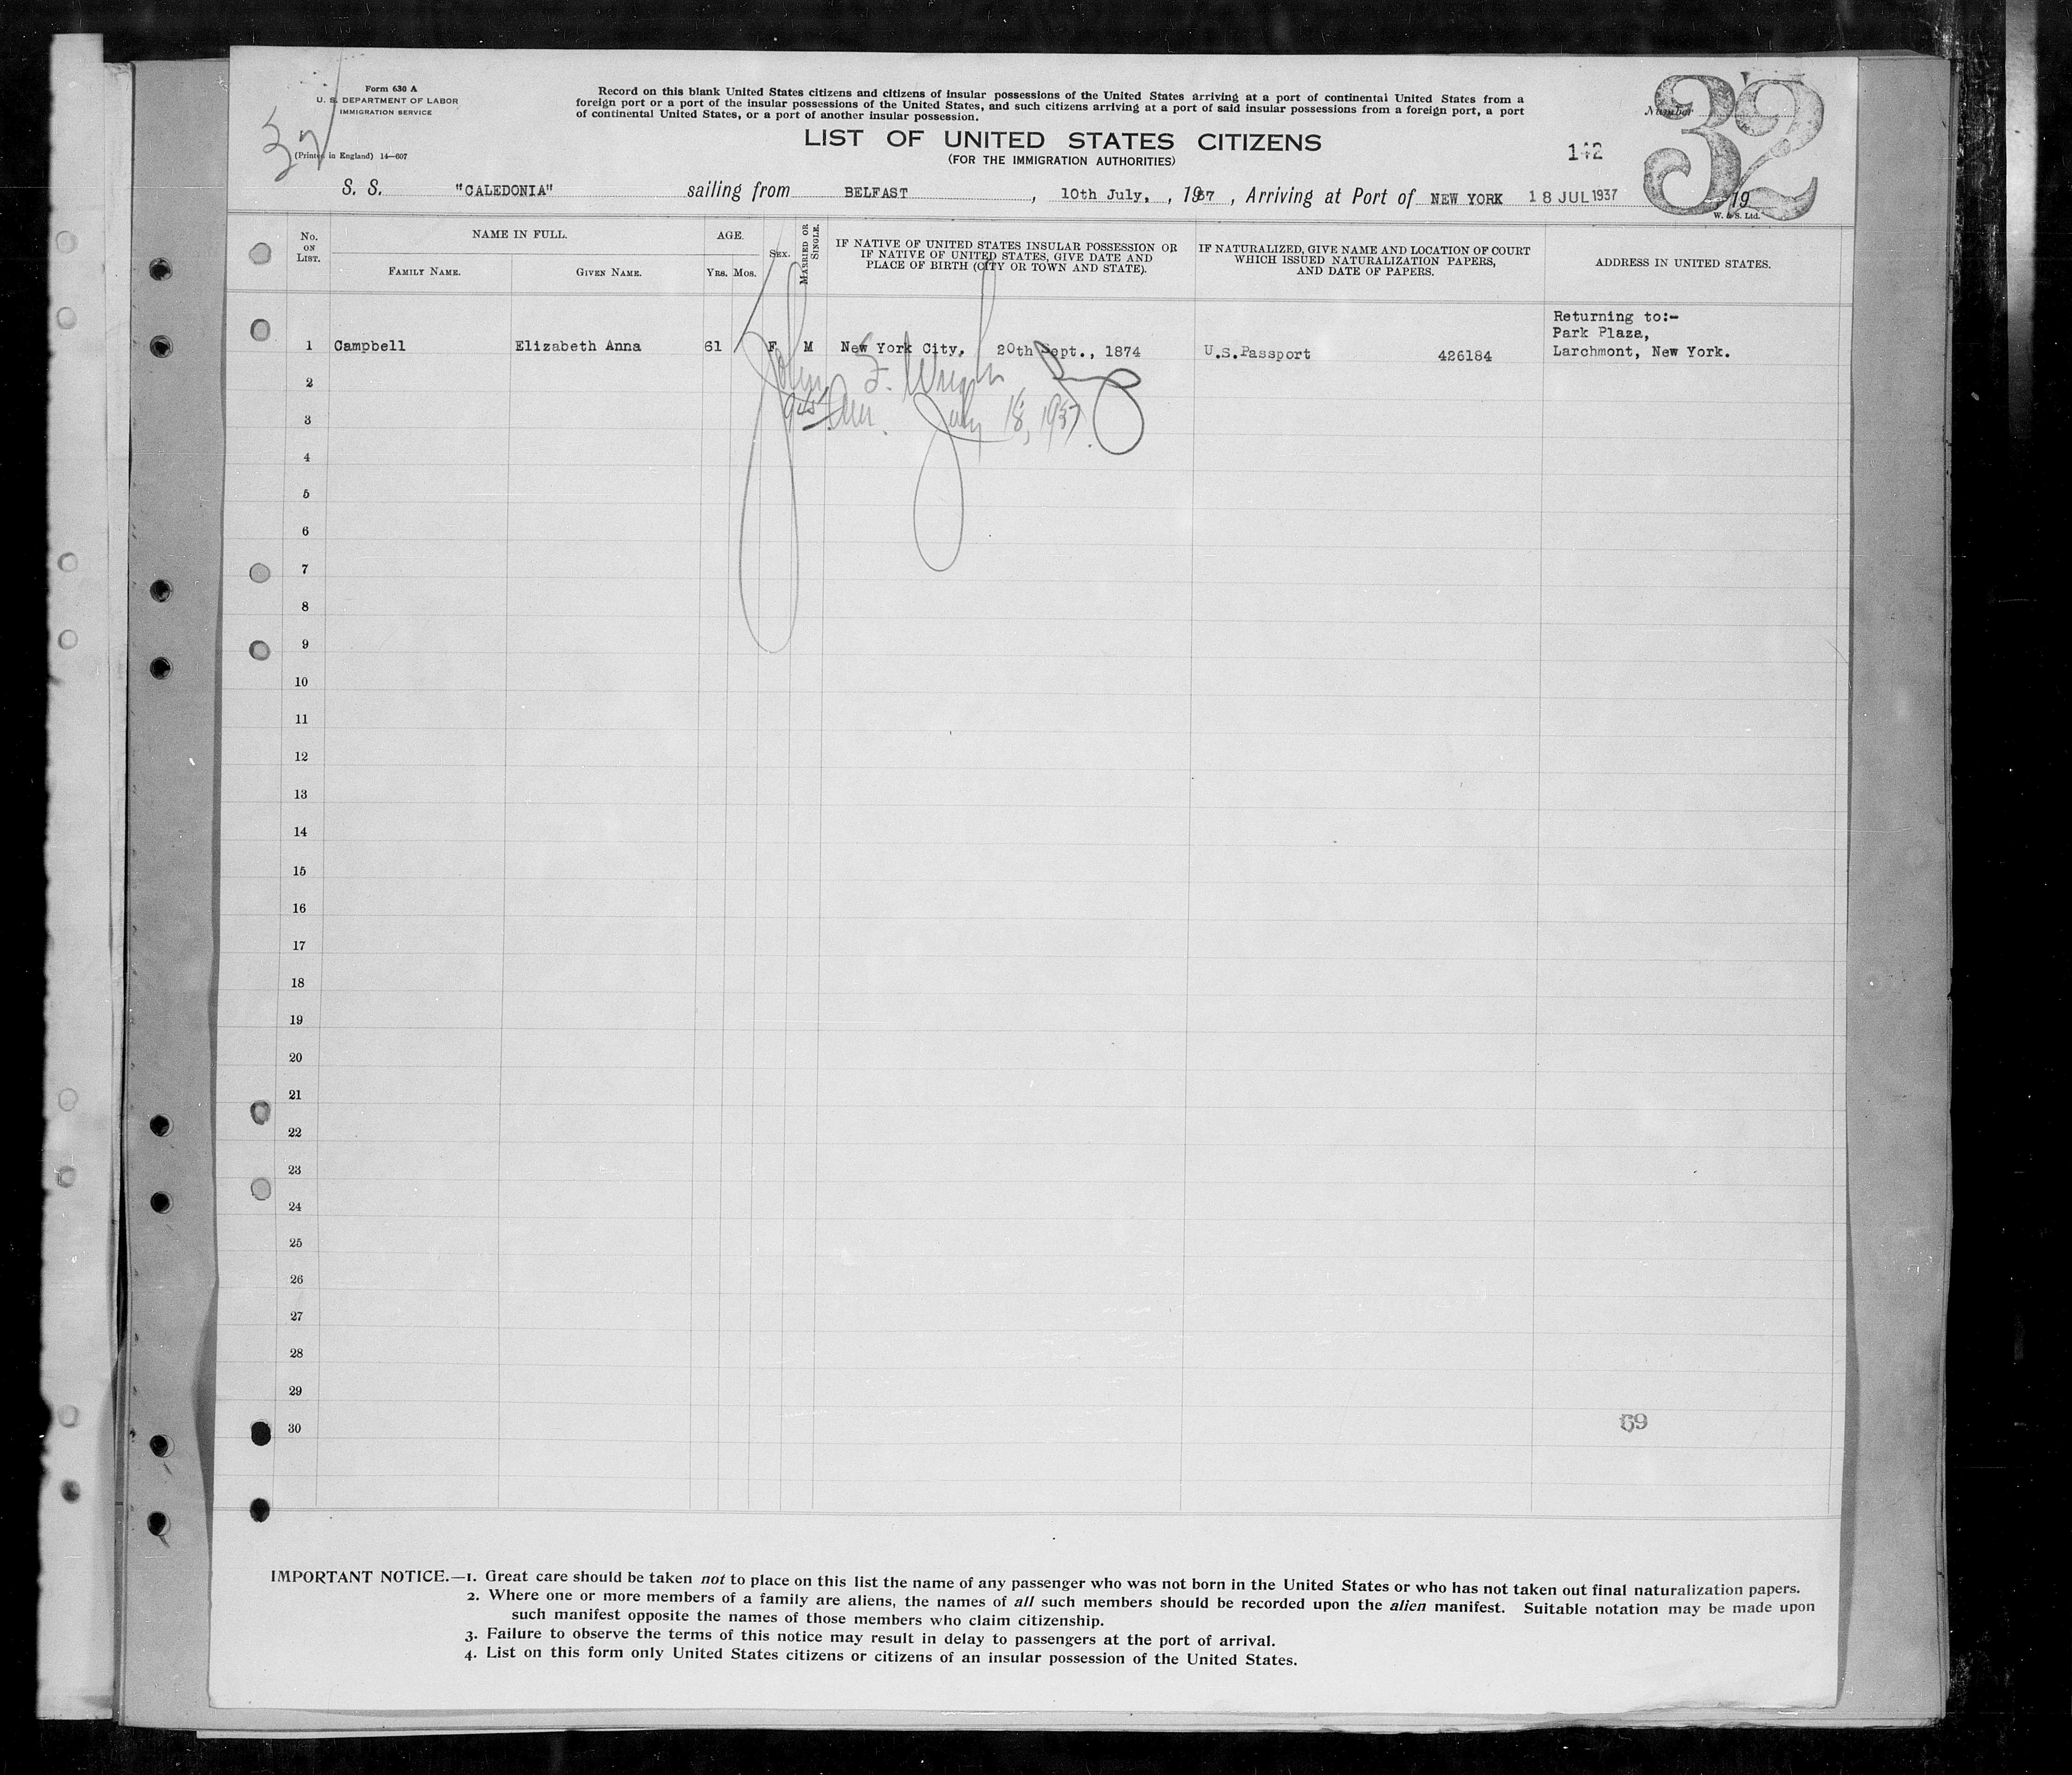 Form 630 A
U. S. DEPARTMENT OF LABOR
IMMIGRATION SERVICE
(Printed in England) 14—607
Record on this blank United States citizens and citizens of insular possessions of the United States arriving at a port of continental United States from a
foreign port or a port of the insular possessions of the United States, and such citizens arriving at a port of said insular possessions from a foreign port, a port
of continental United States, or a port of another insular possession.
Number
32
LIST OF UNITED STATES CITIZENS
(FOR THE IMMIGRATION AUTHORITIES)
142
S. S. "CALEDONIA" sailing from BELFAST, 10th July, , 1937, Arriving at Port of NEW YORK 18 JUL 1937 19
W. & S. Ltd.
No. ON LIST.
NAME IN FULL.
FAMILY NAME.
GIVEN NAME.
AGE.
YRS. MOS.
SEX.
MARRIED OR SINGLE.
IF NATIVE OF UNITED STATES INSULAR POSSESSION OR
IF NATIVE OF UNITED STATES, GIVE DATE AND
PLACE OF BIRTH (CITY OR TOWN AND STATE).
IF NATURALIZED, GIVE NAME AND LOCATION OF COURT
WHICH ISSUED NATURALIZATION PAPERS,
AND DATE OF PAPERS.
ADDRESS IN UNITED STATES.
Returning to:-
Park Plaza,
Larchmont, New York.
1 Campbell Elizabeth Anna 61 F M New York City, 20th Sept., 1874 U.S.Passport 426184
John F. Wright
July 18, 1937
2
3
4
5
6
7
8
9
10
11
12
13
14
15
16
17
18
19
20
21
22
23
24
25
26
27
28
29
30
69
IMPORTANT NOTICE.—1. Great care should be taken not to place on this list the name of any passenger who was not born in the United States or who has not taken out final naturalization papers.
2. Where one or more members of a family are aliens, the names of all such members should be recorded upon the alien manifest. Suitable notation may be made upon
such manifest opposite the names of those members who claim citizenship.
3. Failure to observe the terms of this notice may result in delay to passengers at the port of arrival.
4. List on this form only United States citizens or citizens of an insular possession of the United States.